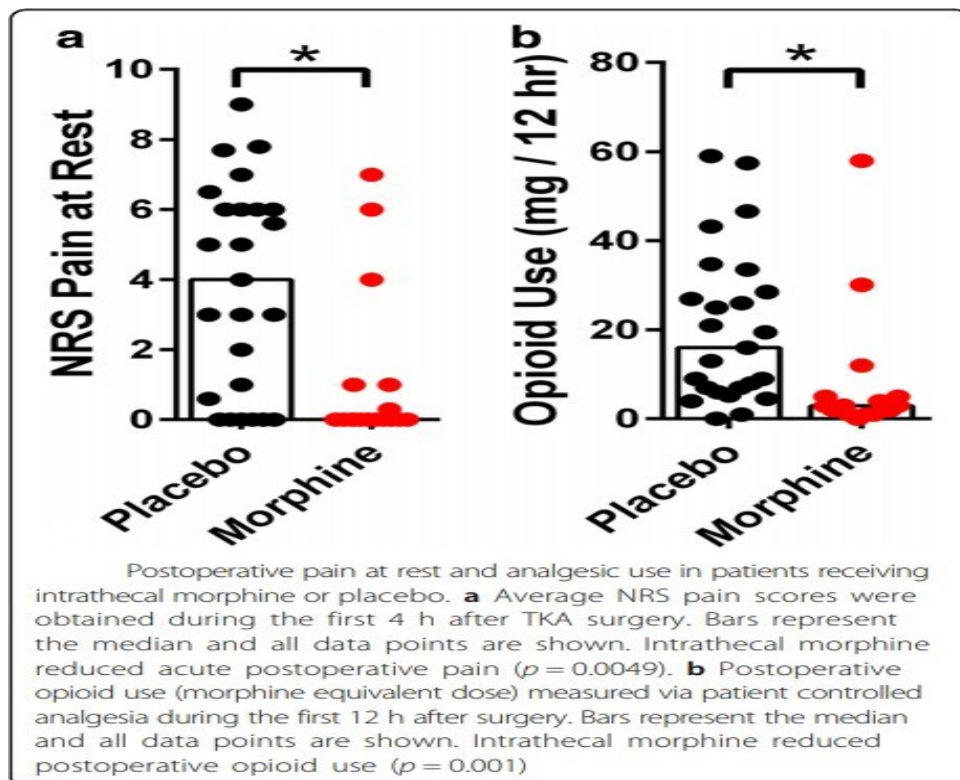 a
b
*
*
NRS Pain at Rest
10
8
6
4
2
0
Placebo
Morphine
Opioid Use (mg / 12 hr)
80
60
40
20
0
Placebo
Morphine
Postoperative pain at rest and analgesic use in patients receiving
intrathecal morphine or placebo. a Average NRS pain scores were
obtained during the first 4 h after TKA surgery. Bars represent
the median and all data points are shown. Intrathecal morphine
reduced acute postoperative pain (p = 0.0049). b Postoperative
opioid use (morphine equivalent dose) measured via patient controlled
analgesia during the first 12 h after surgery. Bars represent the median
and all data points are shown. Intrathecal morphine reduced
postoperative opioid use (p = 0.001)